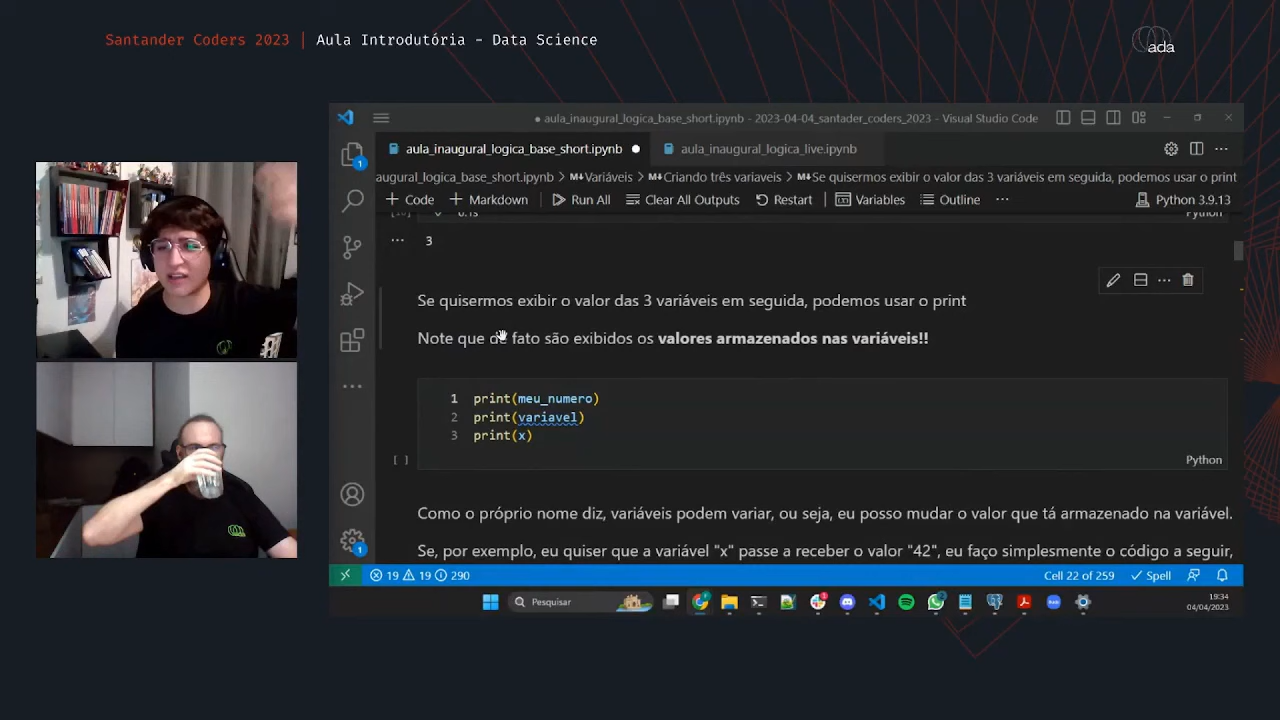 Santander Coders 2023 | Aula Introdutória - Data Science
ada
● aula_inaugural_logica_base_short.ipynb - 2023-04-04_santader_coders_2023 - Visual Studio Code
aula_inaugural_logica_base_short.ipynb ● aula_inaugural_logica_live.ipynb
augural_logica_base_short.ipynb > M↓Variáveis > M↓Criando três variaveis > M↓Se quisermos exibir o valor das 3 variáveis em seguida, podemos usar o print
+ Code + Markdown Run All Clear All Outputs Restart Variables Outline ... Python 3.9.13
Python
... 3
Se quisermos exibir o valor das 3 variáveis em seguida, podemos usar o print
Note que de fato são exibidos os valores armazenados nas variáveis!!
1 print(meu_numero)
2 print(variavel)
3 print(x)
[ ] Python
Como o próprio nome diz, variáveis podem variar, ou seja, eu posso mudar o valor que tá armazenado na variável.
Se, por exemplo, eu quiser que a variável "x" passe a receber o valor "42", eu faço simplesmente o código a seguir,
19 19 290 Cell 22 of 259 Spell
Pesquisar 19:34
04/04/2023